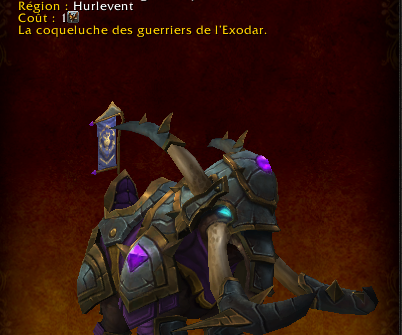 Région : Hurlevent
Coût : 1
La coqueluche des guerriers de l'Exodar.